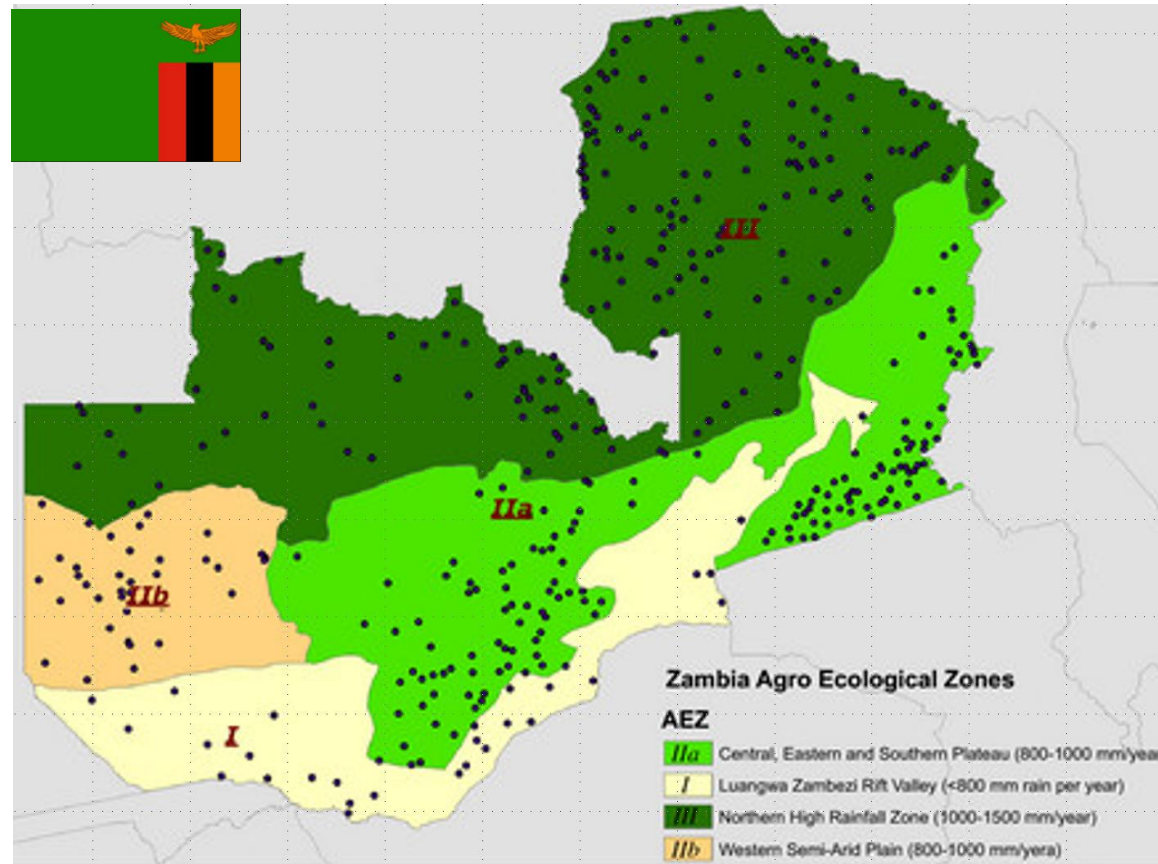 III
IIa
IIb
I
Zambia Agro Ecological Zones
AEZ
IIa Central, Eastern and Southern Plateau (800-1000 mm/year
I Luangwa Zambezi Rift Valley (<800 mm rain per year)
III Northern High Rainfall Zone (1000-1500 mm/year)
IIb Western Semi-Arid Plain (800-1000 mm/yera)